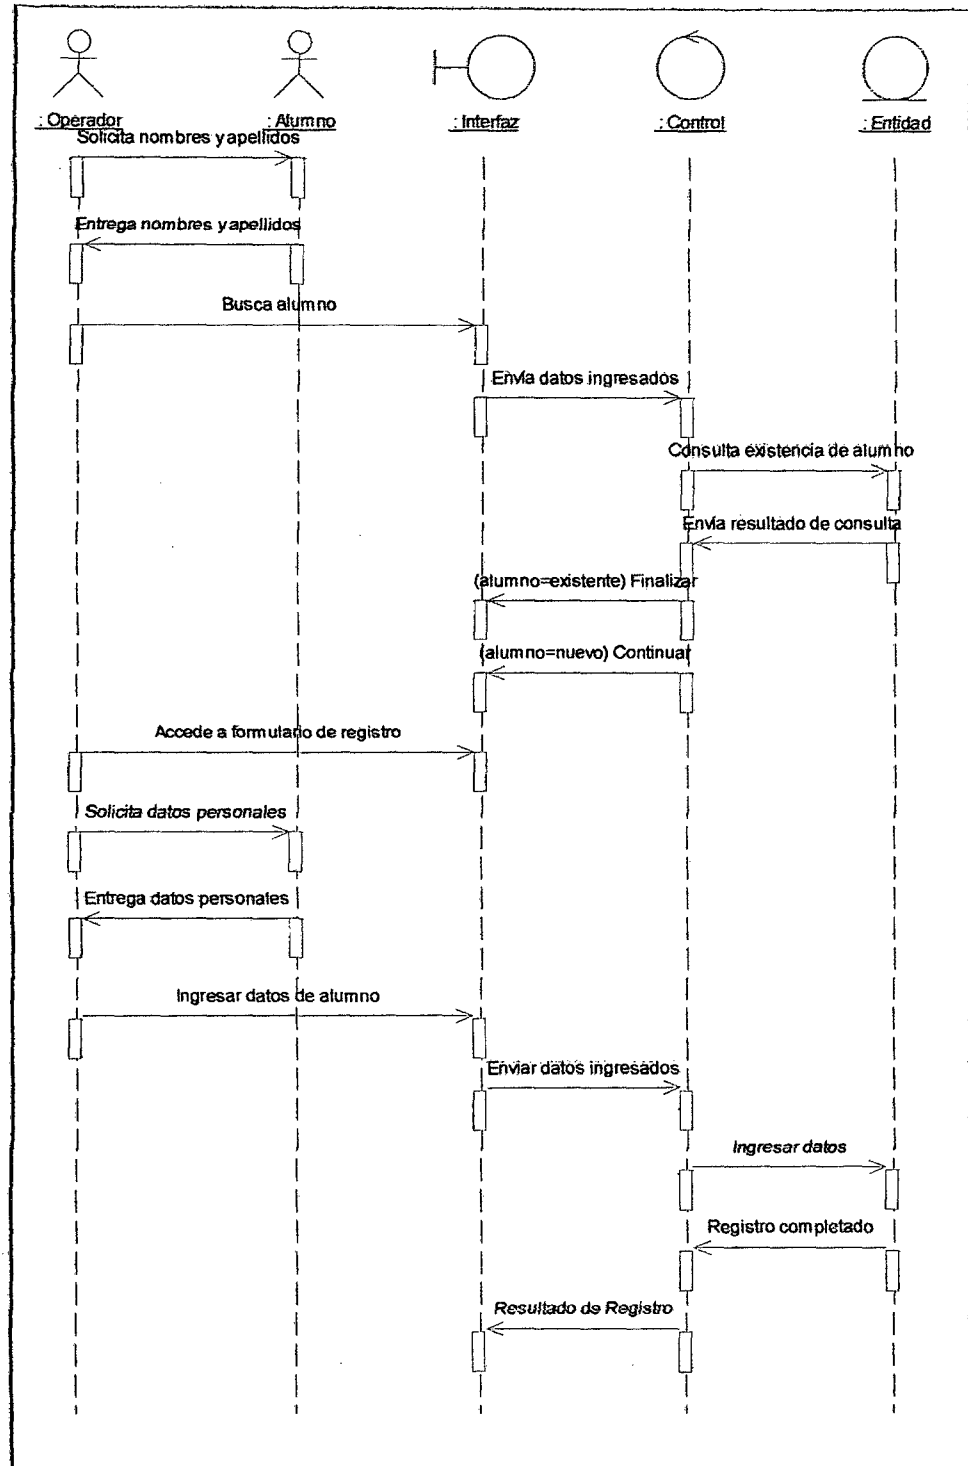 : Operador
: Alumno
: Interfaz
: Control
: Entidad
Solicita nombres y apellidos
Entrega nombres y apellidos
Busca alumno
Envía datos ingresados
Consulta existencia de alumno
Envía resultado de consulta
(alumno=existente) Finalizar
(alumno=nuevo) Continuar
Accede a formulario de registro
Solicita datos personales
Entrega datos personales
Ingresar datos de alumno
Enviar datos ingresados
Ingresar datos
Registro completado
Resultado de Registro